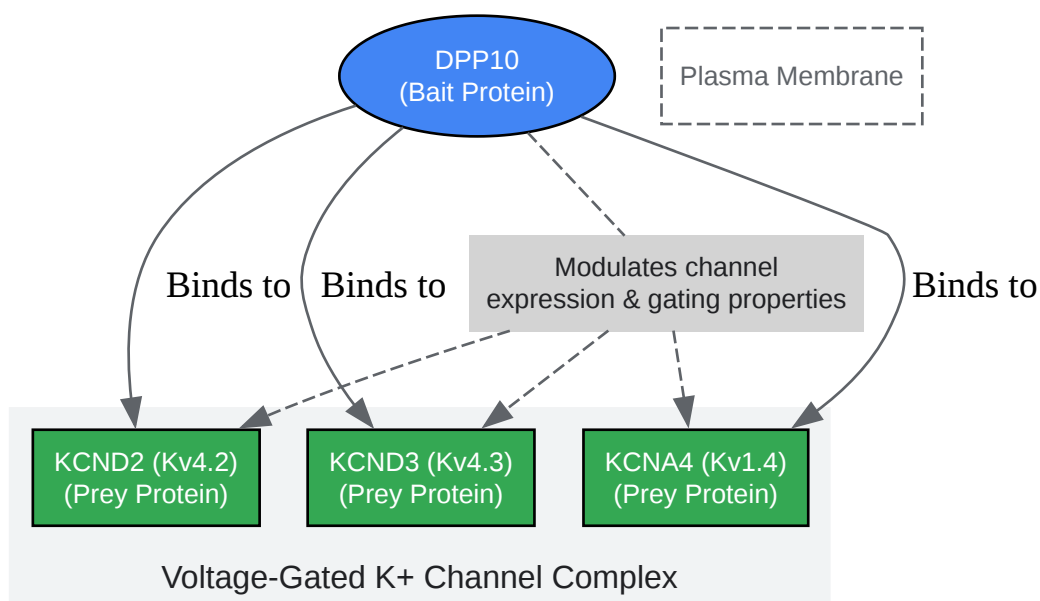 DPP10
(Bait Protein)
Plasma Membrane
Modulates channel
expression & gating properties
Binds to
Binds to
Binds to
KCND2 (Kv4.2)
(Prey Protein)
KCND3 (Kv4.3)
(Prey Protein)
KCNA4 (Kv1.4)
(Prey Protein)
Voltage-Gated K+ Channel Complex